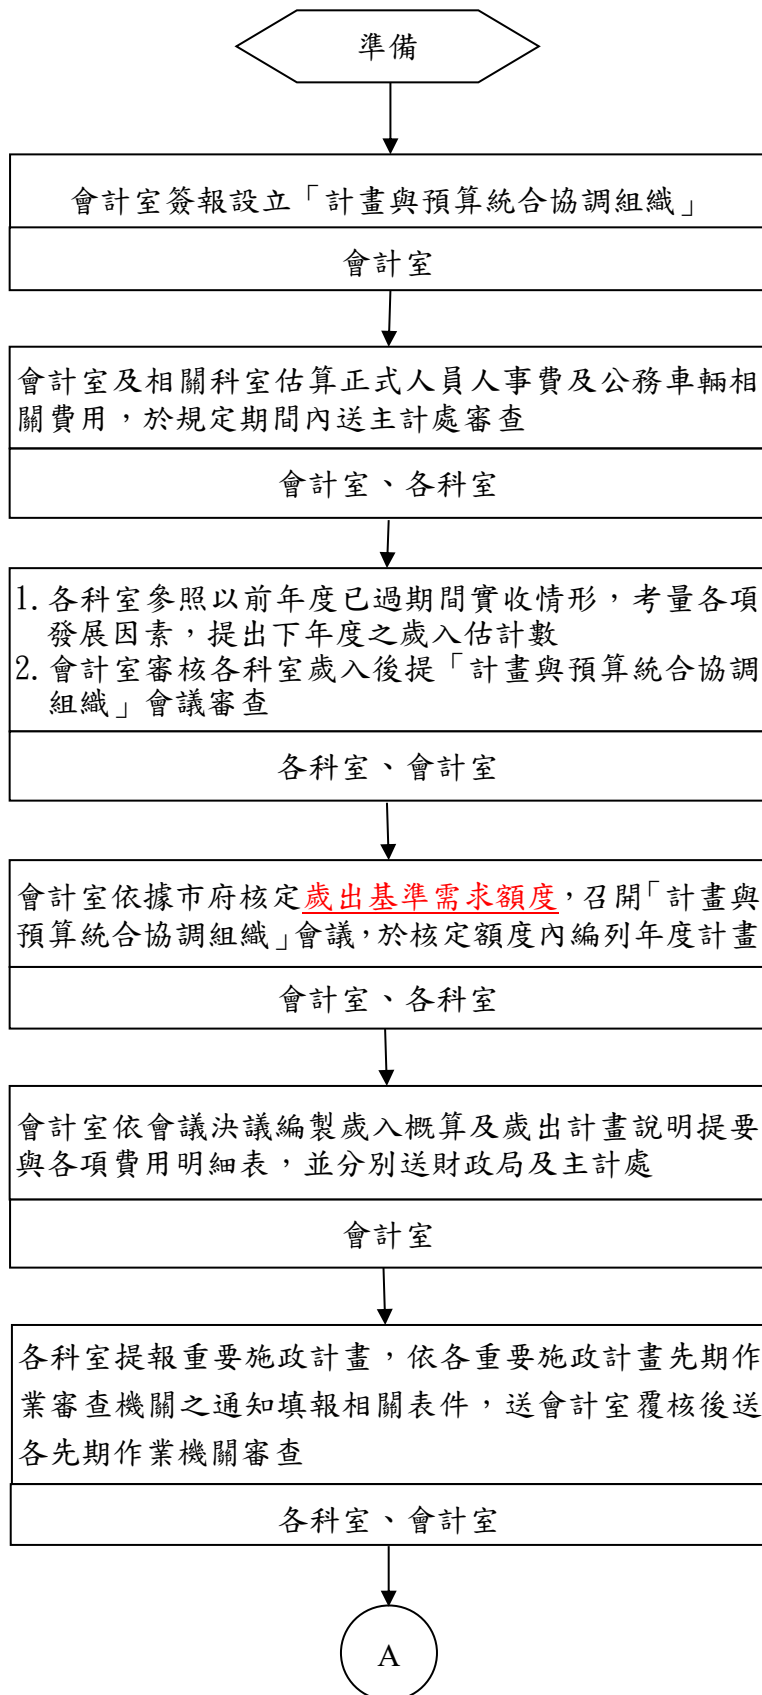 準備
會計室簽報設立「計畫與預算統合協調組織」
會計室
會計室及相關科室估算正式人員人事費及公務車輛相
關費用，於規定期間內送主計處審查
會計室、各科室
1. 各科室參照以前年度已過期間實收情形，考量各項
發展因素，提出下年度之歲入估計數
2. 會計室審核各科室歲入後提「計畫與預算統合協調
組織」會議審查
各科室、會計室
會計室依據市府核定歲出基準需求額度，召開「計畫與
預算統合協調組織」會議，於核定額度內編列年度計畫
會計室、各科室
會計室依會議決議編製歲入概算及歲出計畫說明提要
與各項費用明細表，並分別送財政局及主計處
會計室
各科室提報重要施政計畫，依各重要施政計畫先期作
業審查機關之通知填報相關表件，送會計室覆核後送
各先期作業機關審查
各科室、會計室
A